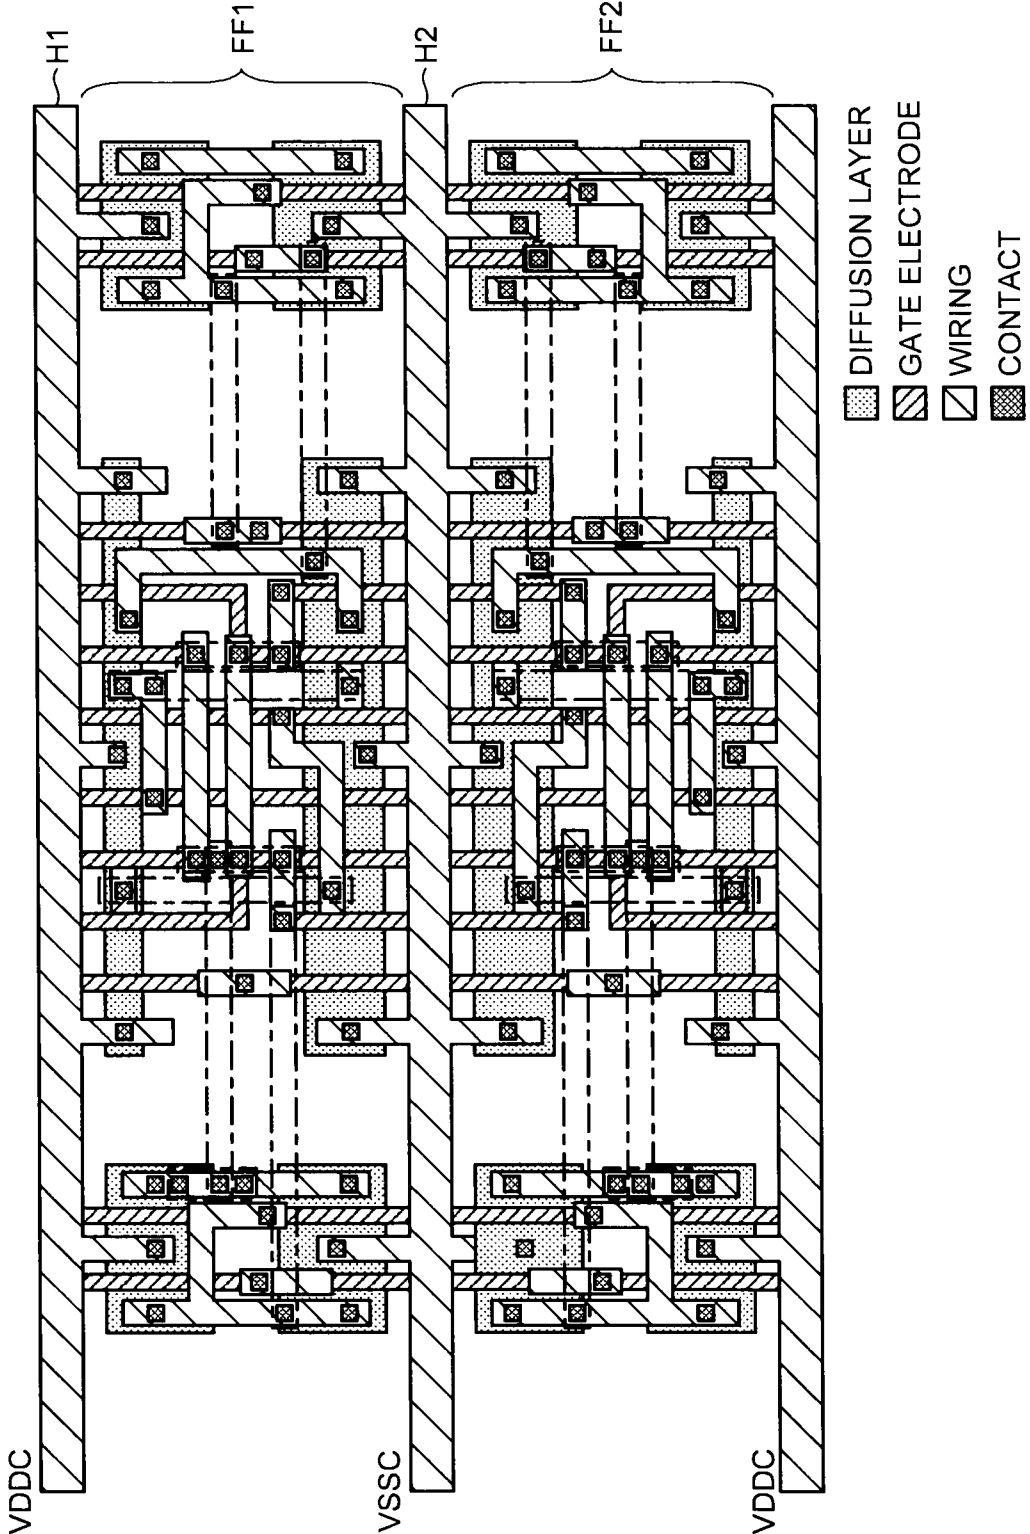 VDDC
H1
FF1
VSSC
H2
FF2
VDDC
DIFFUSION LAYER
GATE ELECTRODE
WIRING
CONTACT